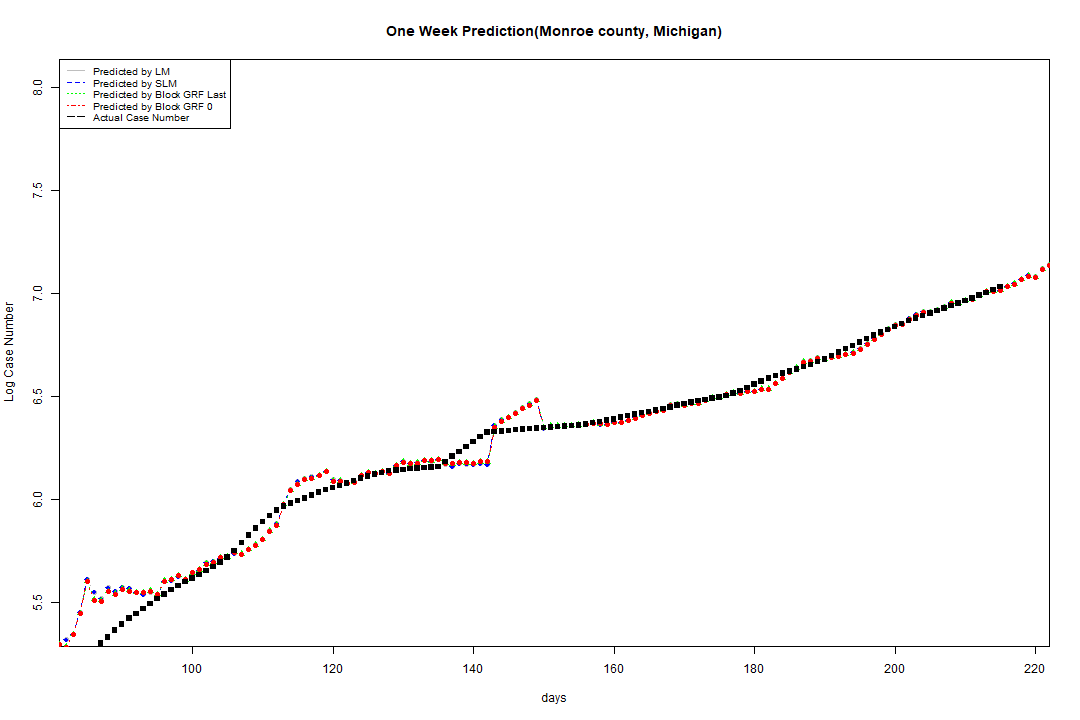 One Week Prediction(Monroe county, Michigan)
Predicted by LM
Predicted by SLM
Predicted by Block GRF Last
Predicted by Block GRF 0
Actual Case Number
8.0
7.5
7.0
6.5
6.0
5.5
Log Case Number
100 120 140 160 180 200 220
days